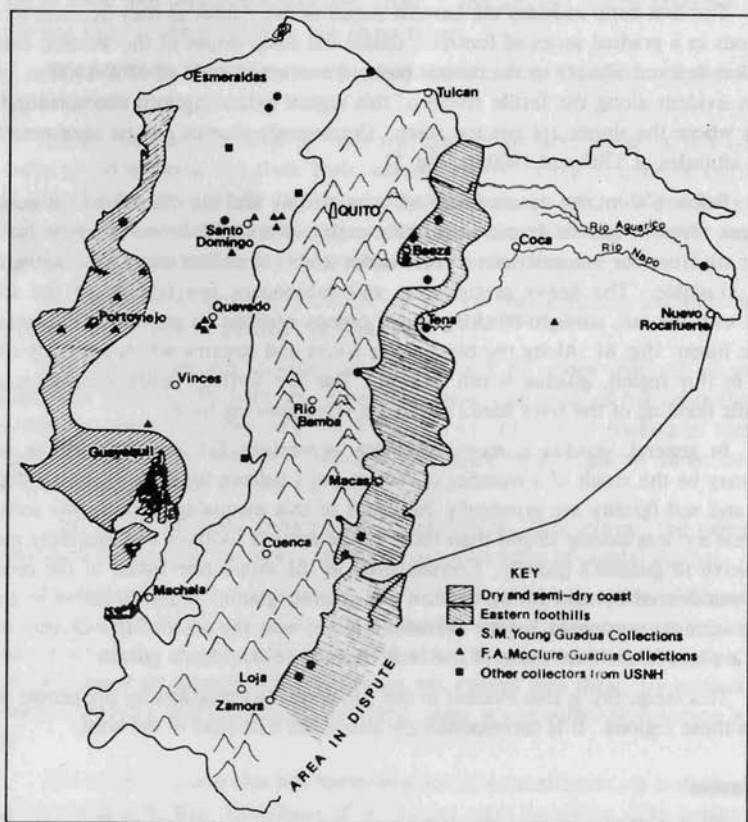 Esmeraldas
Tulcan
Santo
Domingo
QUITO
Baeza
Coca
Rio Aguarico
Rio Napo
Nuevo
Rocafuerte
Portoviejo
Quevedo
Tena
Vinces
Rio
Bamba
Guayaquil
Macas
Cuenca
Machala
Loja
Zamora
AREA IN DISPUTE
KEY
Dry and semi-dry coast
Eastern foothills
S.M.Young Guadua Collections
F.A.McClure Guadua Collections
Other collectors from USNH